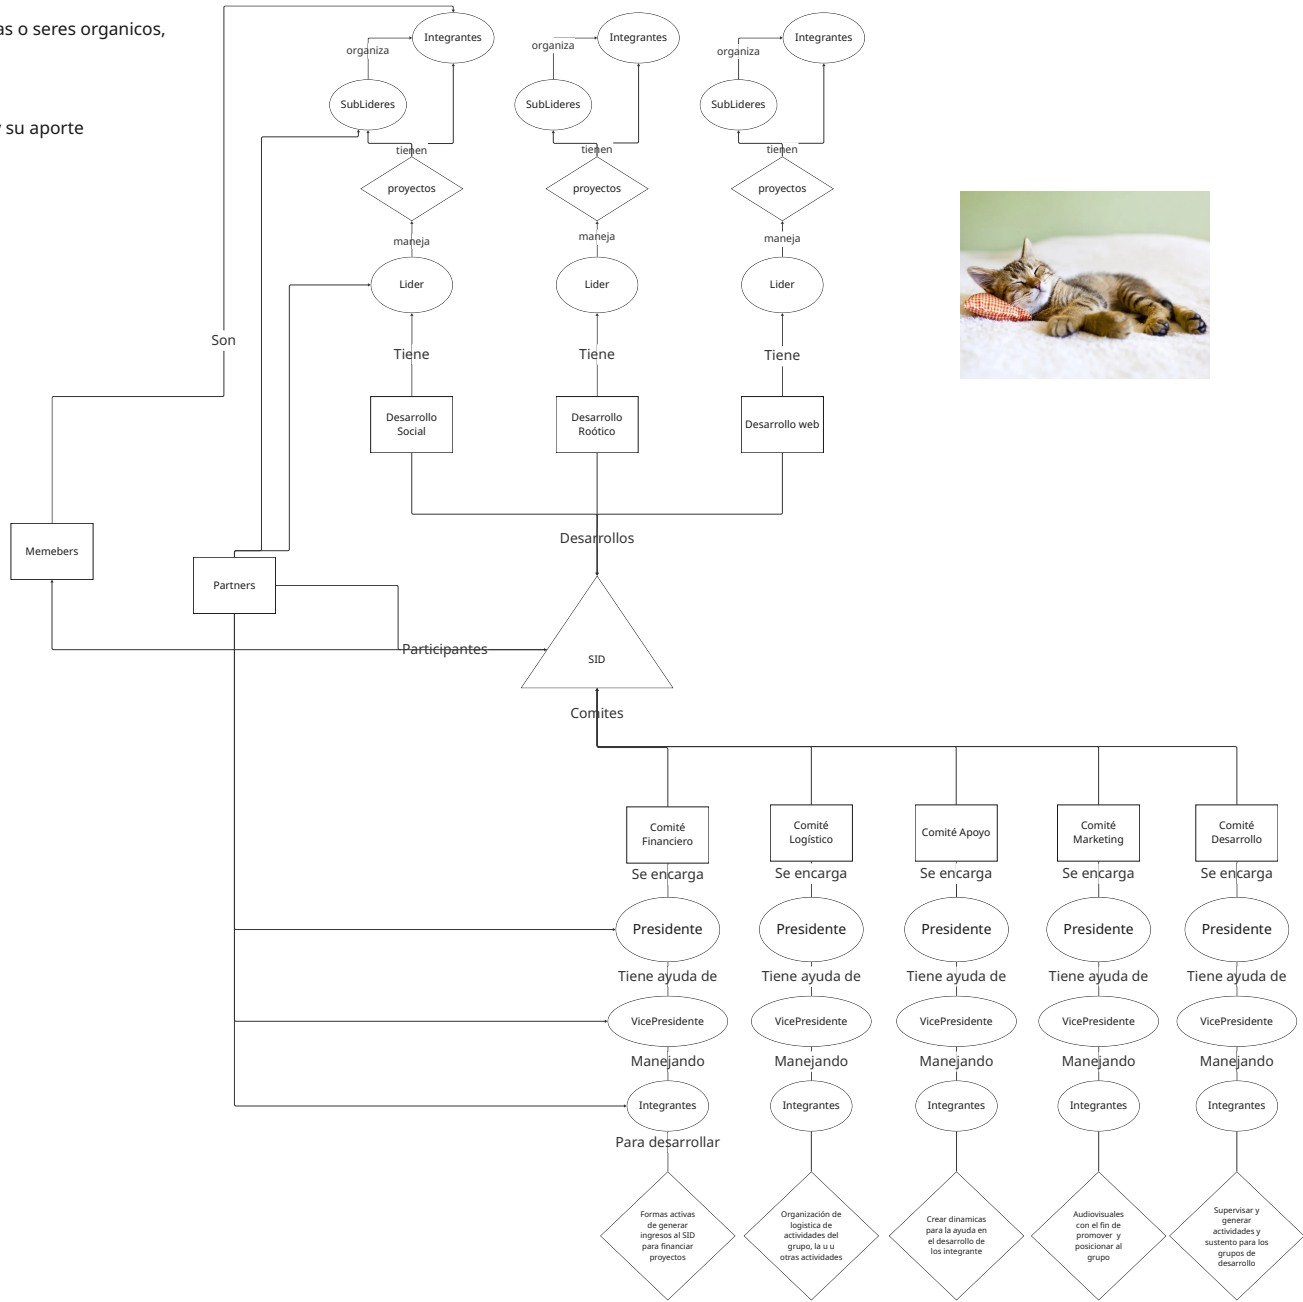 as o seres organicos,
su aporte
Integrantes
Integrantes
Integrantes
organiza
organiza
organiza
SubLideres
SubLideres
SubLideres
tienen
tienen
tienen
proyectos
proyectos
proyectos
maneja
maneja
maneja
Lider
Lider
Lider
Son
Tiene
Tiene
Tiene
Desarrollo
Social
Desarrollo
Roótico
Desarrollo web
Desarrollos
Memebers
Partners
Participantes
SID
Comites
Comité
Financiero
Comité
Logístico
Comité Apoyo
Comité
Marketing
Comité
Desarrollo
Se encarga
Se encarga
Se encarga
Se encarga
Se encarga
Presidente
Presidente
Presidente
Presidente
Presidente
Tiene ayuda de
Tiene ayuda de
Tiene ayuda de
Tiene ayuda de
Tiene ayuda de
VicePresidente
VicePresidente
VicePresidente
VicePresidente
VicePresidente
Manejando
Manejando
Manejando
Manejando
Manejando
Integrantes
Integrantes
Integrantes
Integrantes
Integrantes
Para desarrollar
Formas activas
de generar
ingresos al SID
para financiar
proyectos
Organización de
logistica de
actividades del
grupo, la u u
otras actividades
Crear dinamicas
para la ayuda en
el desarrollo de
los integrante
Audiovisuales
con el fin de
promover y
posicionar al
grupo
Supervisar y
generar
actividades y
sustento para los
grupos de
desarrollo